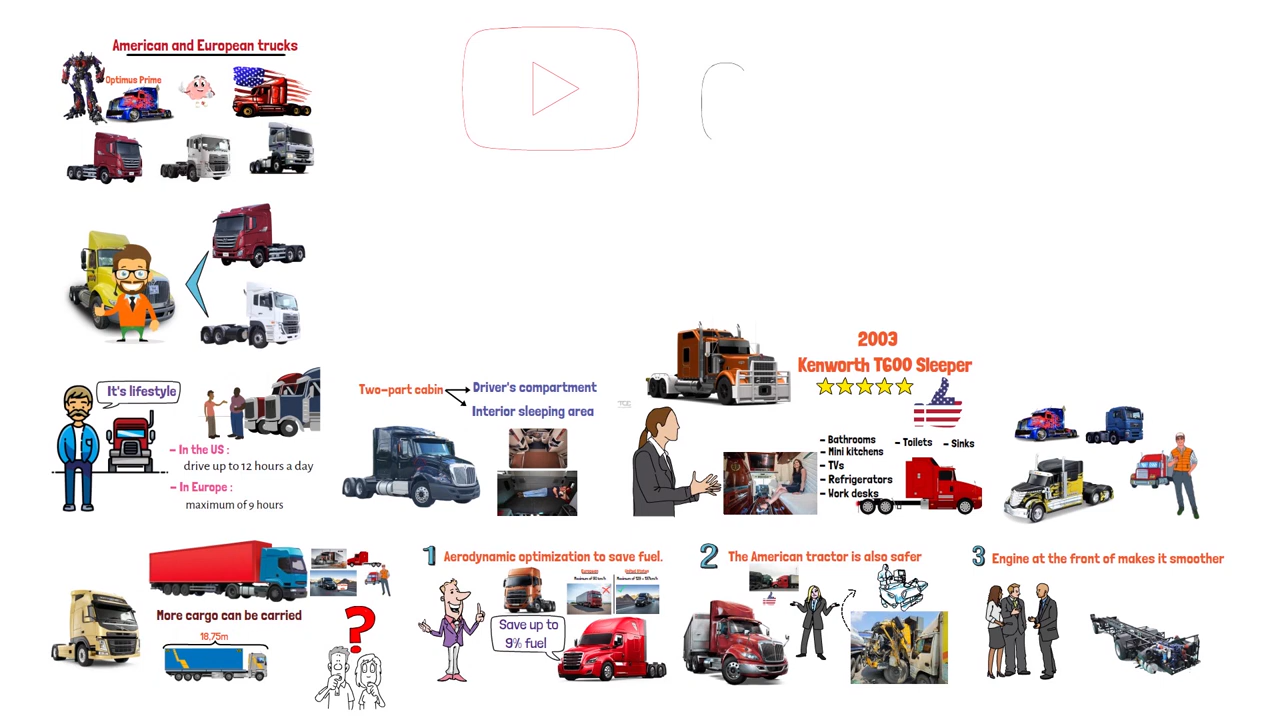 American and European trucks
Optimus Prime
It's lifestyle
- In the US :
drive up to 12 hours a day
- In Europe :
maximum of 9 hours
Two-part cabin
Driver's compartment
Interior sleeping area
2003
Kenworth T600 Sleeper
- Bathrooms
- Toilets
- Sinks
- Mini kitchens
- TVs
- Refrigerators
- Work desks
More cargo can be carried
18,75m
1 Aerodynamic optimization to save fuel.
Save up to
9% fuel
2 The American tractor is also safer
3 Engine at the front of makes it smoother